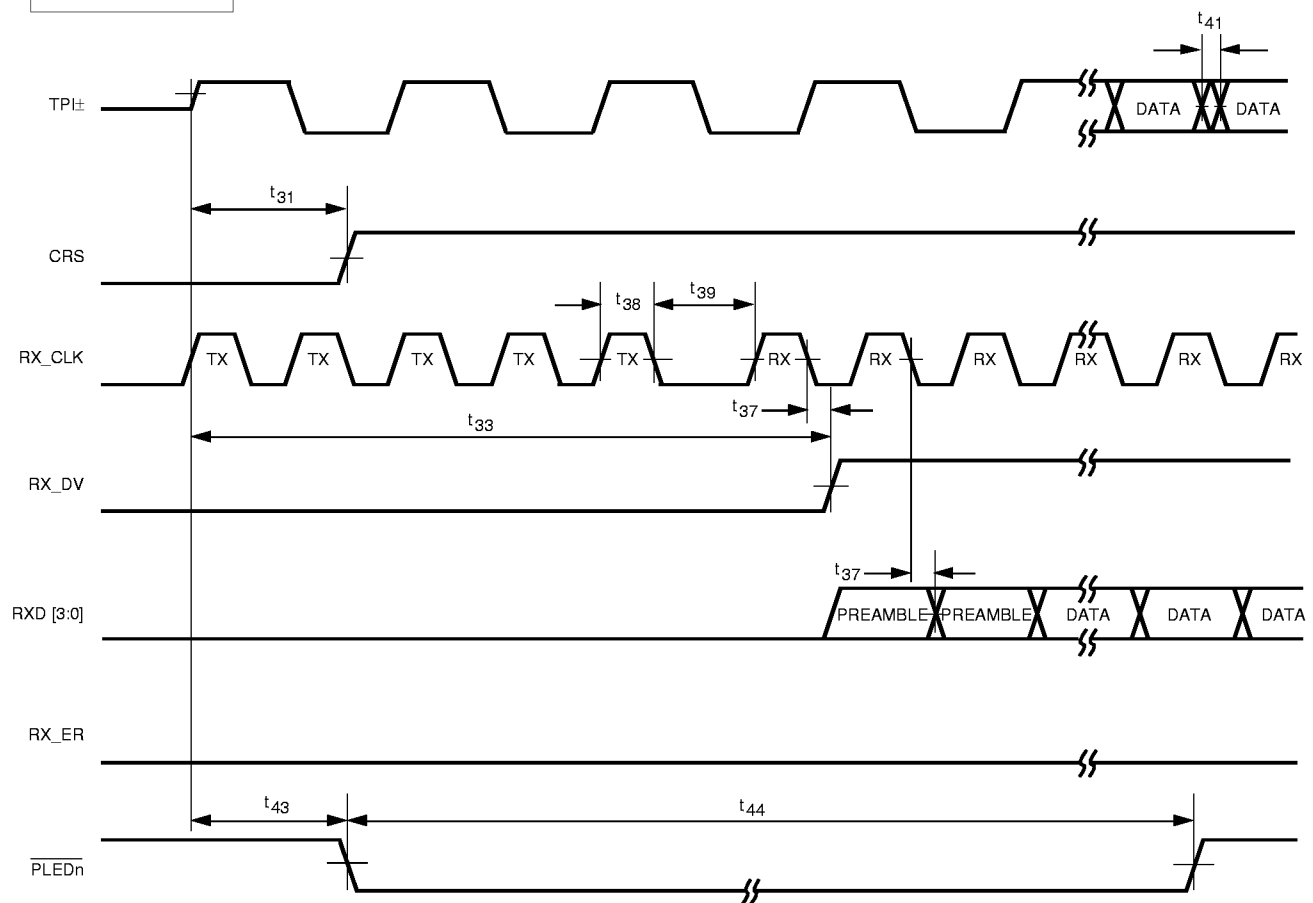 t41
TPI± DATA DATA
t31
CRS
t38 t39
RX_CLK TX TX TX TX TX RX RX RX RX RX RX
t37
t33
RX_DV
t37
RXD [3:0] PREAMBLE PREAMBLE DATA DATA DATA
RX_ER
t43 t44
PLEDn